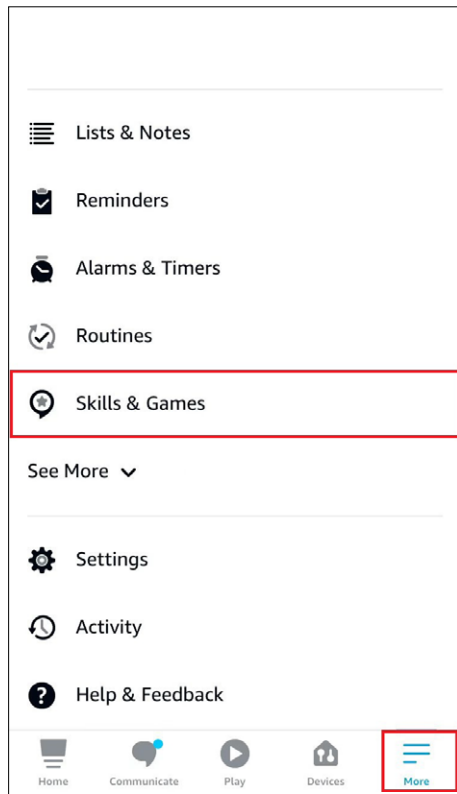 Lists & Notes
Reminders
Alarms & Timers
Routines
Skills & Games
See More
Settings
Activity
Help & Feedback
Home Communicate Play Devices More